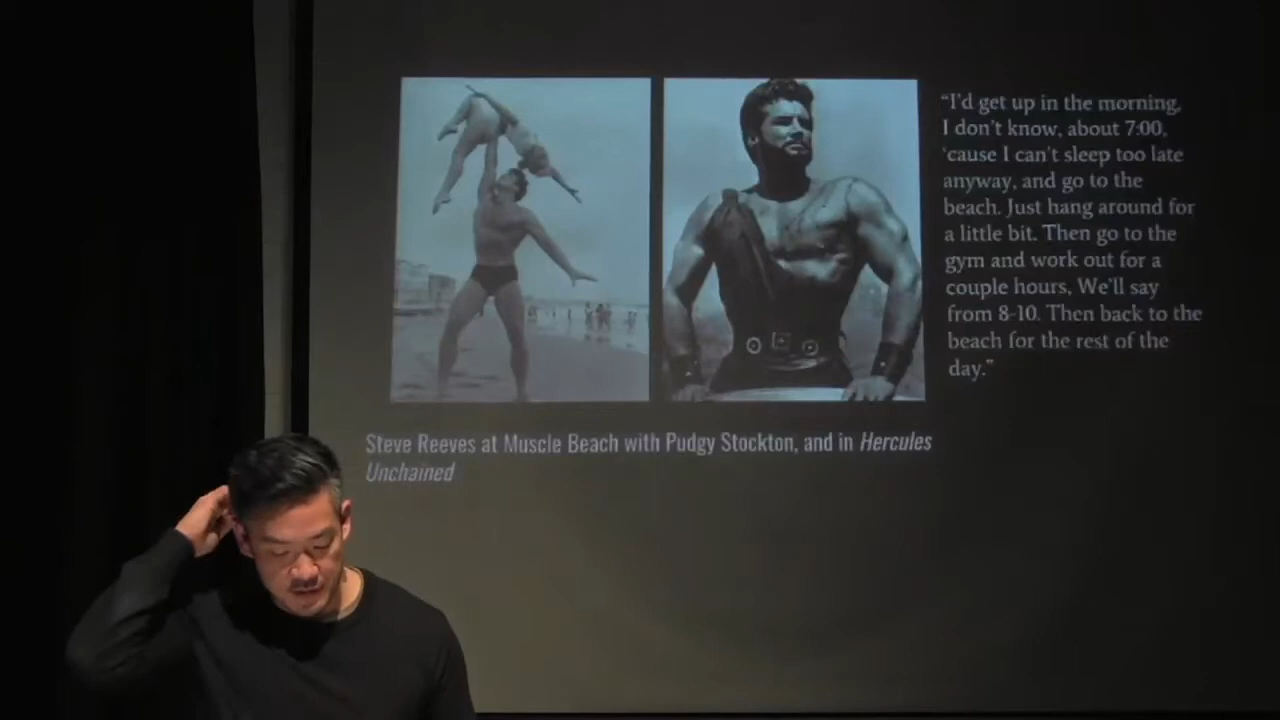 “I’d get up in the morning,
I don’t know, about 7:00,
‘cause I can’t sleep too late
anyway, and go to the
beach. Just hang around for
a little bit. Then go to the
gym and work out for a
couple hours, We’ll say
from 8-10. Then back to the
beach for the rest of the
day.”
Steve Reeves at Muscle Beach with Pudgy Stockton, and in Hercules
Unchained